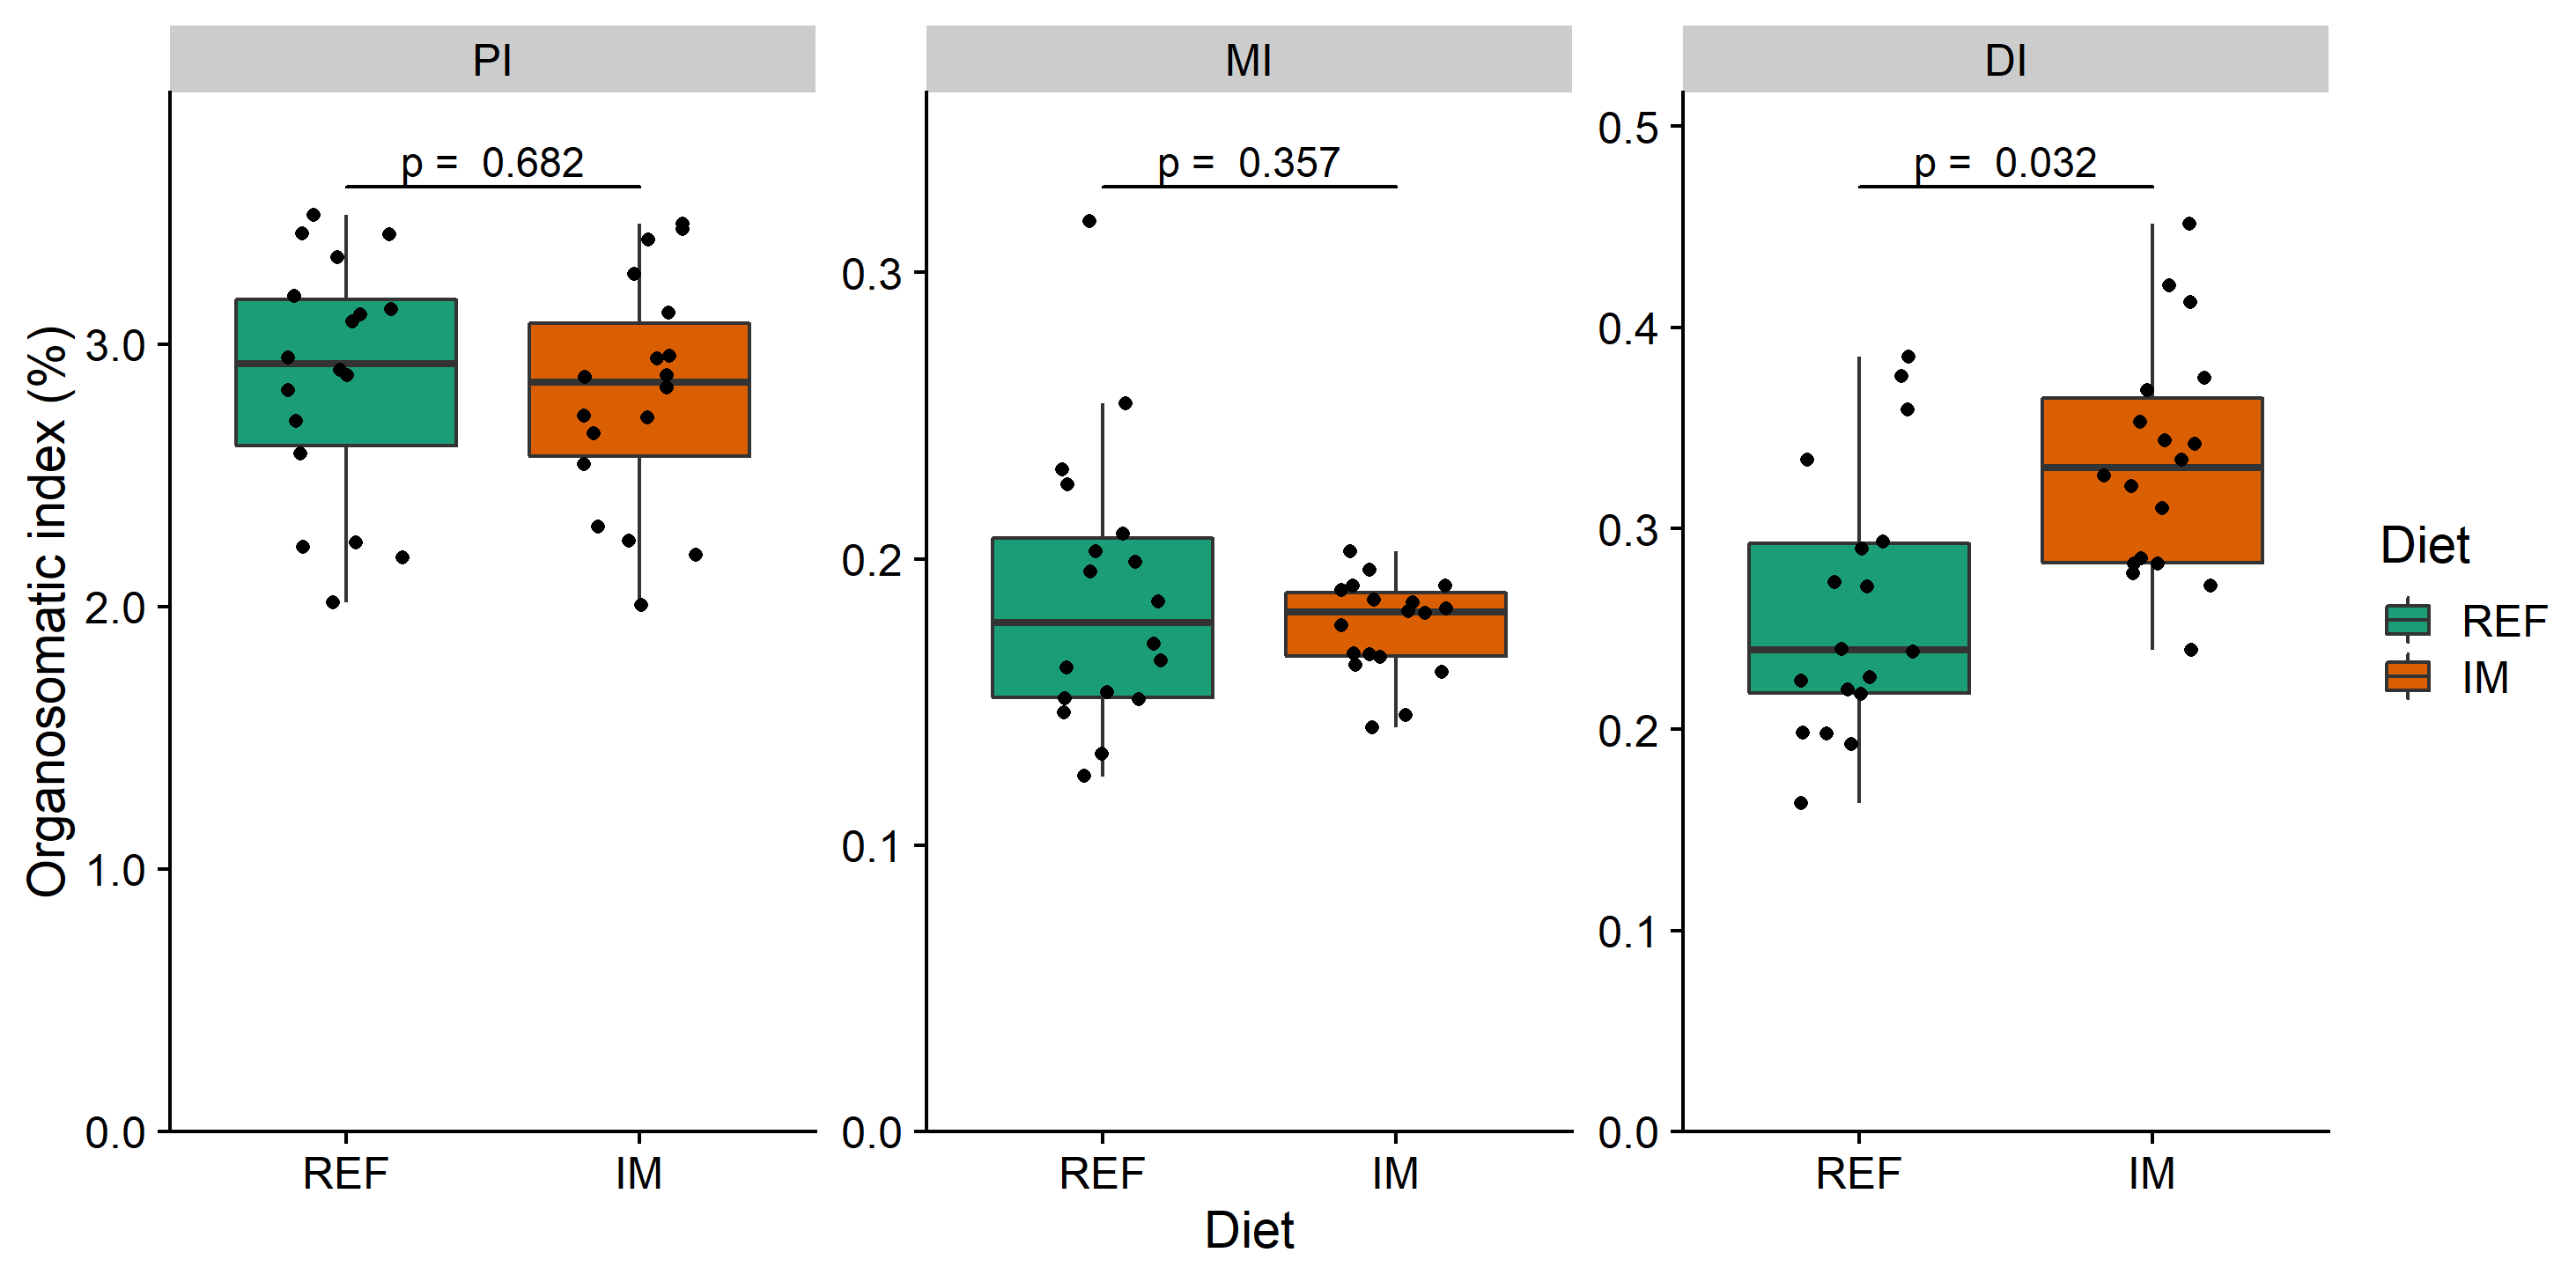 PI
MI
DI
p = 0.682
p = 0.357
p = 0.032
Organosomatic index (%)
3.0
2.0
1.0
0.0
0.3
0.2
0.1
0.0
0.5
0.4
0.3
0.2
0.1
0.0
REF
IM
REF
IM
REF
IM
Diet
Diet
REF
IM